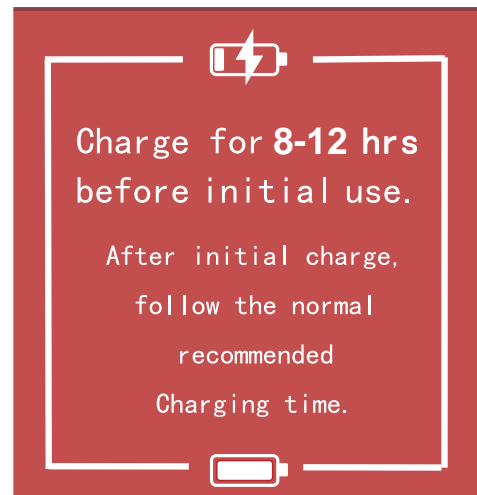 Charge for 8-12 hrs
before initial use.
After initial charge,
follow the normal
recommended
Charging time.